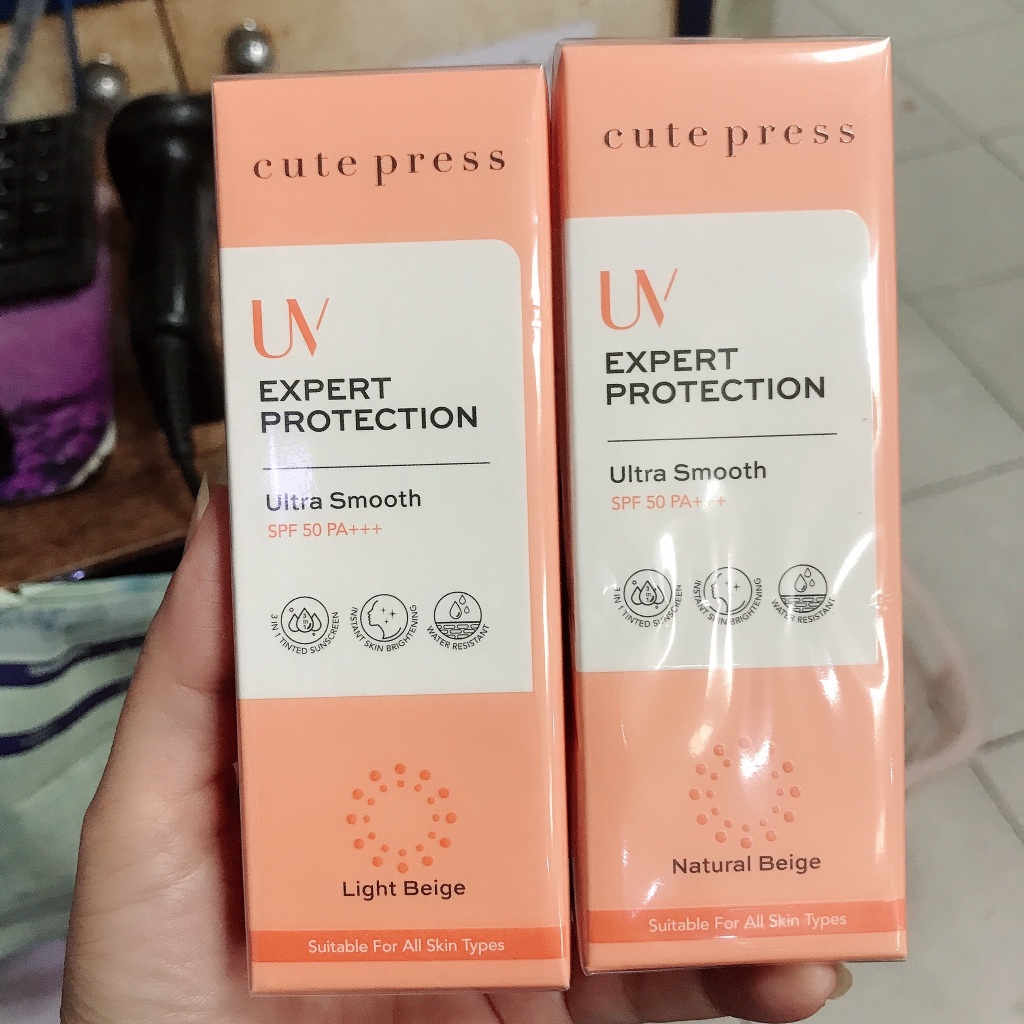 cute press
UV
EXPERT
PROTECTION
Ultra Smooth
SPF 50 PA+++
3 IN 1 TINTED SUNSCREEN
INSTANT SKIN BRIGHTENING
WATER RESISTANT
Light Beige
Suitable For All Skin Types
cute press
UV
EXPERT
PROTECTION
Ultra Smooth
SPF 50 PA+++
3 IN 1 TINTED SUNSCREEN
INSTANT SKIN BRIGHTENING
WATER RESISTANT
Natural Beige
Suitable For All Skin Types